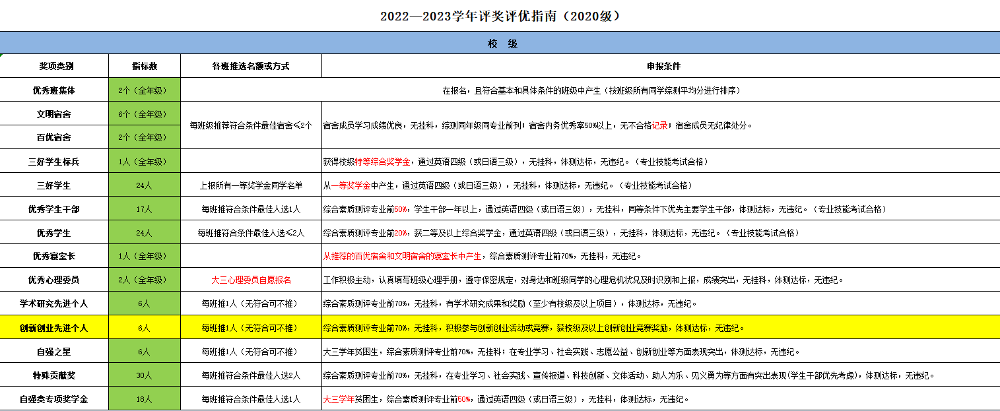 2022—2023学年评奖评优指南（2020级）
校 级
奖项类别 指标数 各班推选名额或方式 申报条件
优秀班集体 2个（全年级） 在报名，且符合基本和具体条件的班级中产生（按班级所有同学综测平均分进行排序）
文明宿舍 6个（全年级）
每班级推荐符合条件最佳宿舍≤2个 宿舍成员学习成绩优良，无挂科，综测同年级同专业前列；宿舍内务优秀率50%以上，无不合格记录；宿舍成员无纪律处分。
百优宿舍 2个（全年级）
三好学生标兵 1人（全年级） 获得校级特等综合奖学金，通过英语四级（或日语三级），无挂科，体测达标，无违纪。（专业技能考试合格）
三好学生 24人 上报所有一等奖学金同学名单 从一等奖学金中产生，通过英语四级（或日语三级），无挂科，体测达标，无违纪。（专业技能考试合格）
优秀学生干部 17人 每班推符合条件最佳人选1人 综合素质测评专业前50%，学生干部一年以上，通过英语四级（或日语三级），无挂科，同等条件下优先主要学生干部，体测达标，无违纪。（专业技能考试合格）
优秀学生 24人 每班推符合条件最佳人选≤2人 综合素质测评专业前20%，获二等及以上综合奖学金，通过英语四级（或日语三级），无挂科，体测达标，无违纪。（专业技能考试合格）
优秀寝室长 1人（全年级） 从推荐的百优宿舍和文明宿舍的寝室长中产生，综合素质测评专业前70%，无挂科，无违纪。
优秀心理委员 2人（全年级） 大三心理委员自愿报名 工作积极主动，认真填写班级心理手册，遵守保密规定，对身边和班级同学的心理危机状况及时识别和上报，成绩突出，无挂科，体测达标，无违纪。
学术研究先进个人 6人 每班推1人（无符合可不推） 综合素质测评专业前70%，无挂科，有学术研究成果和奖励（至少有校级及以上项目），体测达标，无违纪。
创新创业先进个人 6人 每班推1人（无符合可不推） 综合素质测评专业前70%，无挂科，积极参与创新创业活动或竞赛，获校级及以上创新创业竞赛奖励，体测达标，无违纪。
自强之星 6人 每班推1人（无符合可不推） 大三学年贫困生，综合素质测评专业前70%，无挂科；在专业学习、社会实践、志愿公益、创新创业等方面表现突出，体测达标，无违纪。
特殊贡献奖 30人 每班推符合条件最佳人选2人 综合素质测评专业前70%，无挂科，在专业学习、社会实践、宣传报道、科技创新、文体活动、助人为乐、见义勇为等方面有突出表现(学生干部优先考虑)，体测达标，无违纪。
自强类专项奖学金 18人 每班推符合条件最佳人选1人 大三学年贫困生，综合素质测评专业前50%，通过英语四级（或日语三级），无挂科，体测达标，无违纪。